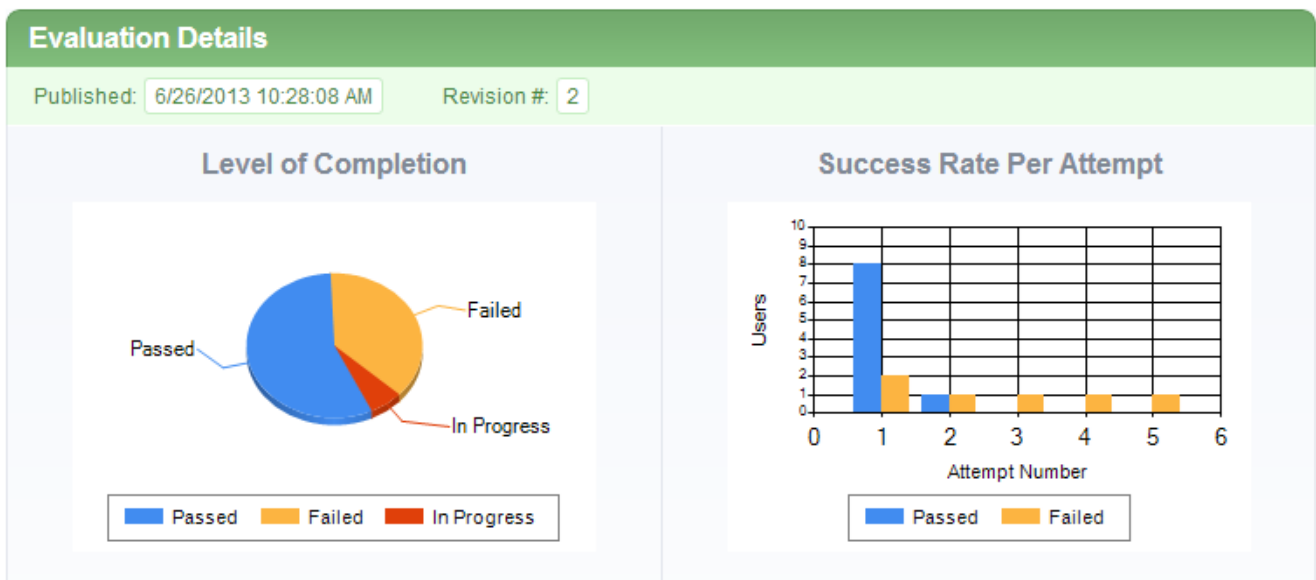 Evaluation Details
Published: 6/26/2013 10:28:08 AM Revision #: 2
Level of Completion
Passed
Failed
In Progress
Passed Failed In Progress
Success Rate Per Attempt
Users
10
9
8
7
6
5
4
3
2
1
0
0 1 2 3 4 5 6
Attempt Number
Passed Failed